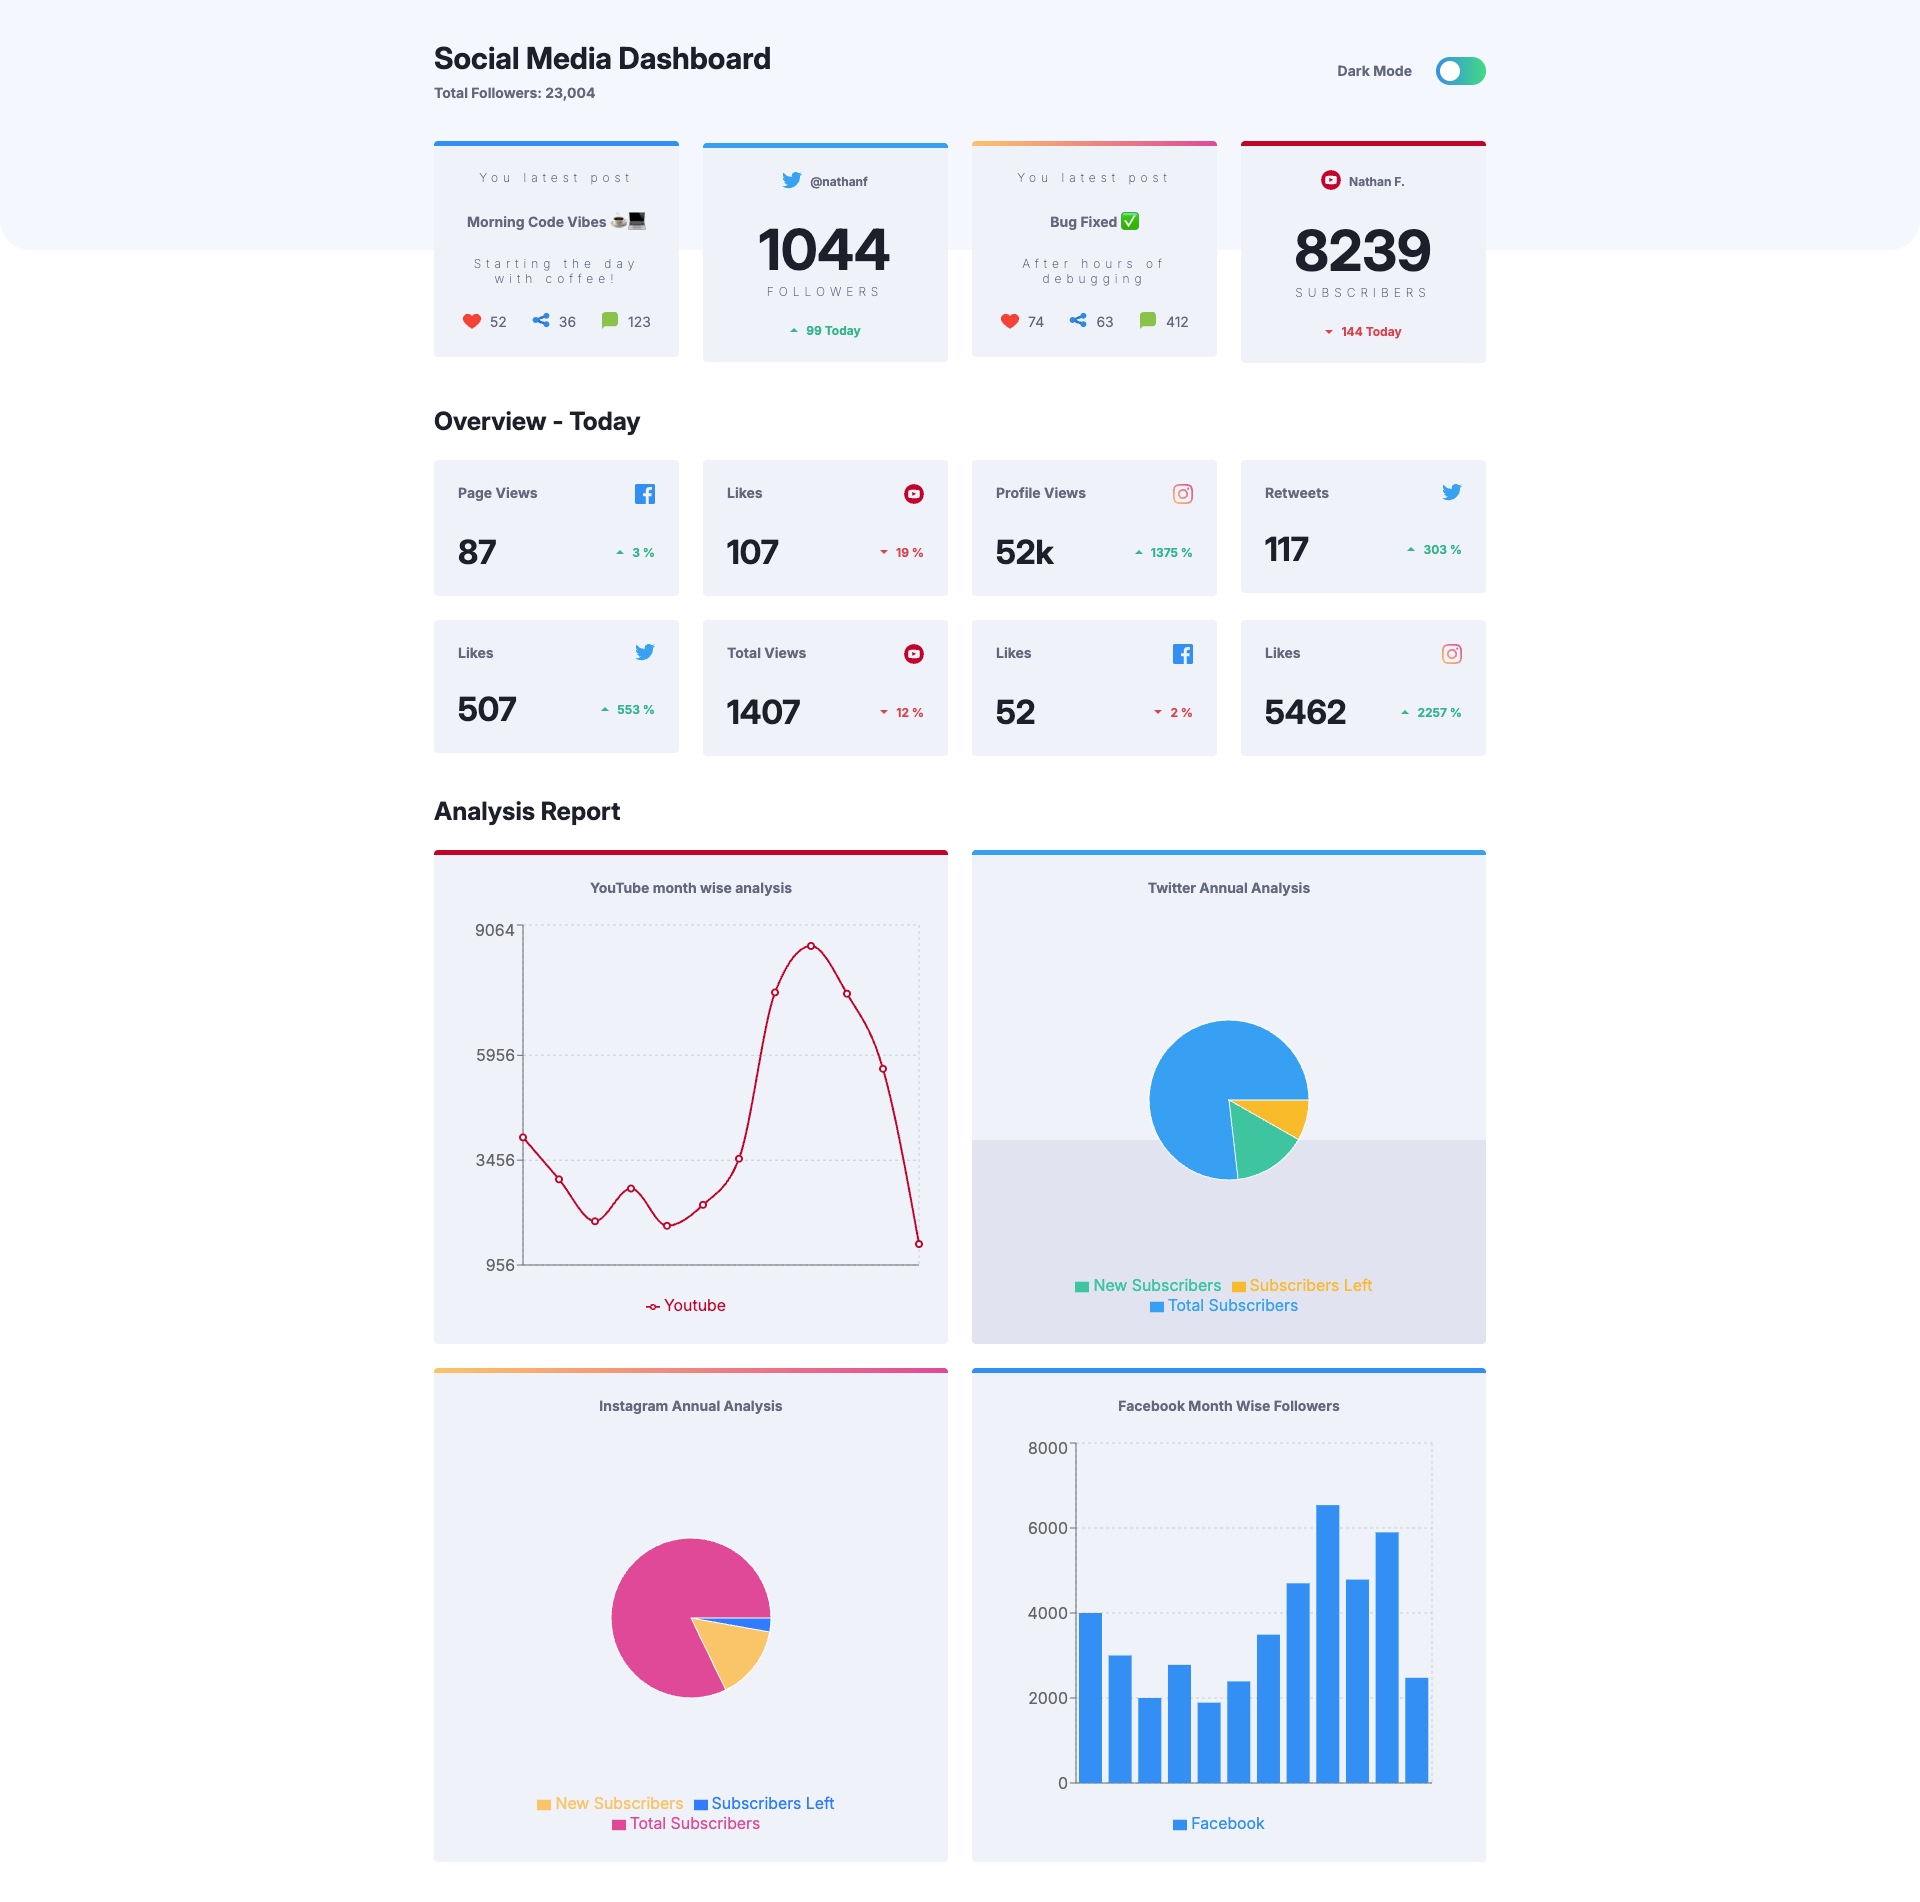 Social Media Dashboard
Total Followers: 23,004
Dark Mode
You latest post
Morning Code Vibes ☕💻
Starting the day
with coffee!
52 36 123
@nathanf
1044
FOLLOWERS
99 Today
You latest post
Bug Fixed ✅
After hours of
debugging
74 63 412
Nathan F.
8239
SUBSCRIBERS
144 Today
Overview - Today
Page Views
87 3 %
Likes
107 19 %
Profile Views
52k 1375 %
Retweets
117 303 %
Likes
507 553 %
Total Views
1407 12 %
Likes
52 2 %
Likes
5462 2257 %
Analysis Report
YouTube month wise analysis
9064
5956
3456
956
Youtube
Twitter Annual Analysis
New Subscribers Subscribers Left
Total Subscribers
Instagram Annual Analysis
New Subscribers Subscribers Left
Total Subscribers
Facebook Month Wise Followers
8000
6000
4000
2000
0
Facebook